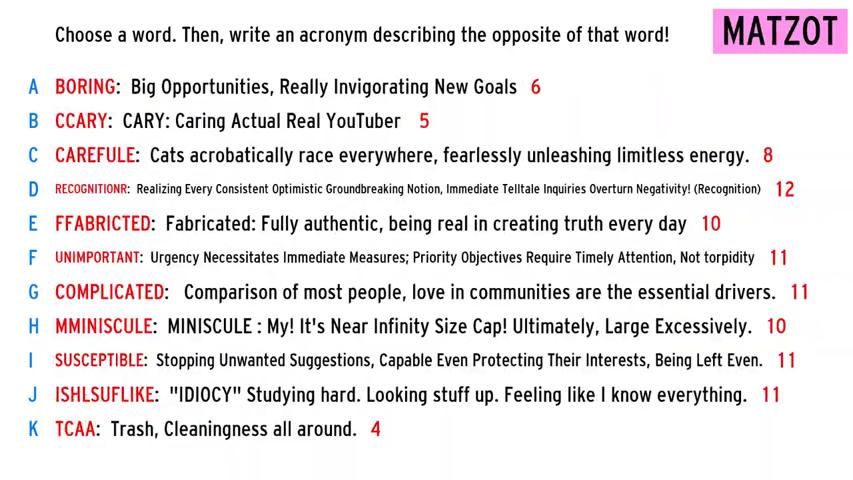 Choose a word. Then, write an acronym describing the opposite of that word!
MATZOT
A BORING: Big Opportunities, Really Invigorating New Goals 6
B CCARY: CARY: Caring Actual Real YouTuber 5
C CAREFULE: Cats acrobatically race everywhere, fearlessly unleashing limitless energy. 8
D RECOGNITIONR: Realizing Every Consistent Optimistic Groundbreaking Notion, Immediate Telltale Inquiries Overturn Negativity! (Recognition) 12
E FFABRICTED: Fabricated: Fully authentic, being real in creating truth every day 10
F UNIMPORTANT: Urgency Necessitates Immediate Measures; Priority Objectives Require Timely Attention, Not torpidity 11
G COMPLICATED: Comparison of most people, love in communities are the essential drivers. 11
H MMINISCULE: MINISCULE : My! It's Near Infinity Size Cap! Ultimately, Large Excessively. 10
I SUSCEPTIBLE: Stopping Unwanted Suggestions, Capable Even Protecting Their Interests, Being Left Even. 11
J ISHLSUFLIKE: "IDIOCY" Studying hard. Looking stuff up. Feeling like I know everything. 11
K TCAA: Trash, Cleaningness all around. 4